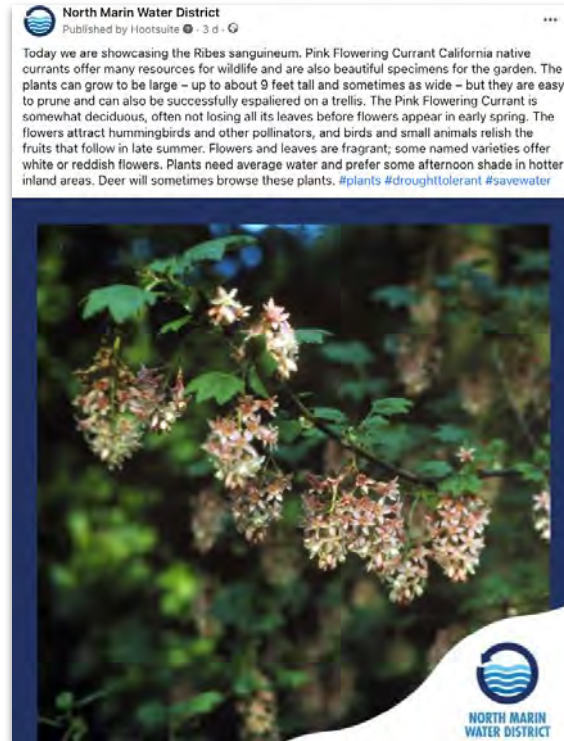 North Marin Water District
Published by Hootsuite · 3 d ·
Today we are showcasing the Ribes sanguineum. Pink Flowering Currant California native
currants offer many resources for wildlife and are also beautiful specimens for the garden. The
plants can grow to be large – up to about 9 feet tall and sometimes as wide – but they are easy
to prune and can also be successfully espaliered on a trellis. The Pink Flowering Currant is
somewhat deciduous, often not losing all its leaves before flowers appear in early spring. The
flowers attract hummingbirds and other pollinators, and birds and small animals relish the
fruits that follow in late summer. Flowers and leaves are fragrant; some named varieties offer
white or reddish flowers. Plants need average water and prefer some afternoon shade in hotter
inland areas. Deer will sometimes browse these plants. #plants #droughttolerant #savewater
NORTH MARIN
WATER DISTRICT